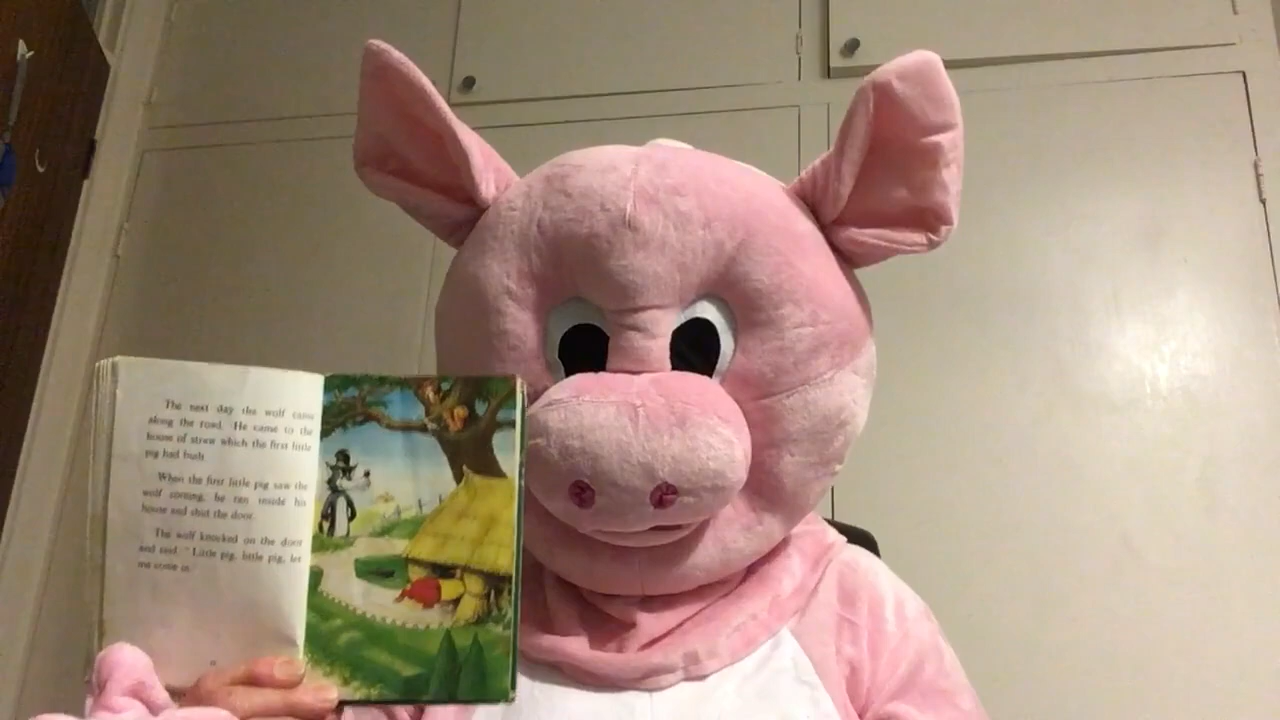 The next day the wolf came
along the road. He came to the
house of straw which the first little
pig had built.
When the first little pig saw the
wolf coming, he ran inside his
house and shut the door.
The wolf knocked on the door
and said, "Little pig, little pig, let
me come in.